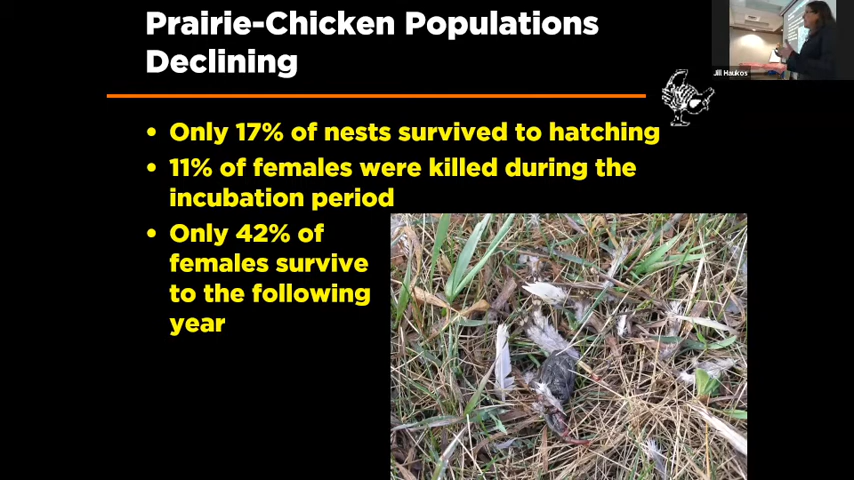 Prairie-Chicken Populations
Declining
Jill Haukos
• Only 17% of nests survived to hatching
• 11% of females were killed during the
incubation period
• Only 42% of
females survive
to the following
year